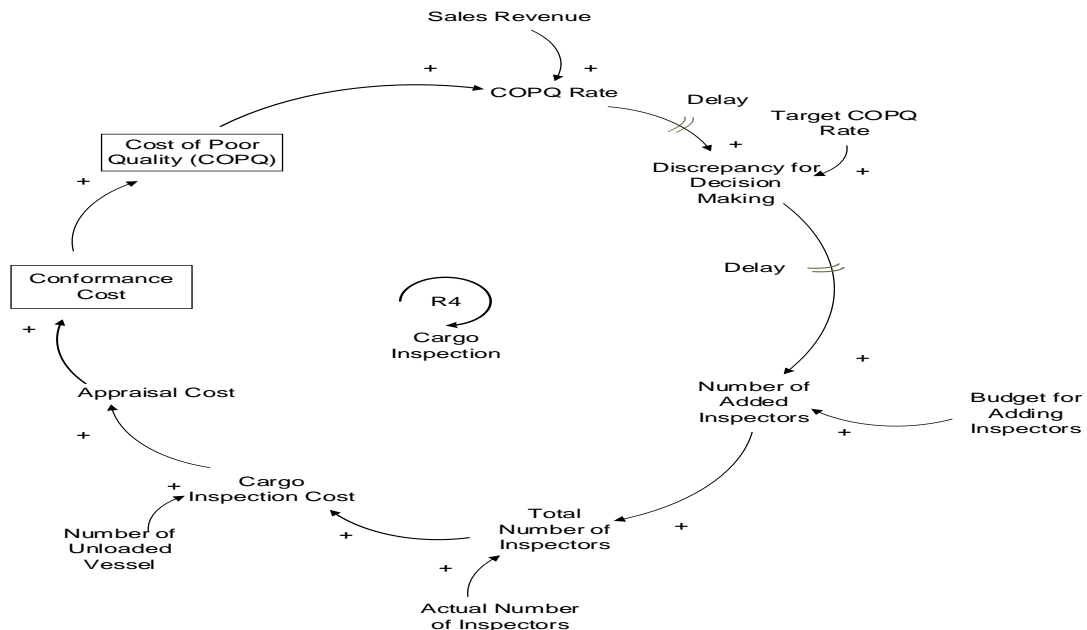 Sales Revenue
+
+
COPQ Rate
Delay
Target COPQ
Rate
+
Cost of Poor
Quality (COPQ)
+
Discrepancy for
Decision
Making
+
Delay
Conformance
Cost
+
R4
Cargo
Inspection
+
Appraisal Cost
+
Number of
Added
Inspectors
+
Budget for
Adding
Inspectors
Cargo
Inspection Cost
+
Number of
Unloaded
Vessel
+
Total
Number of
Inspectors
+
+
Actual Number
of Inspectors